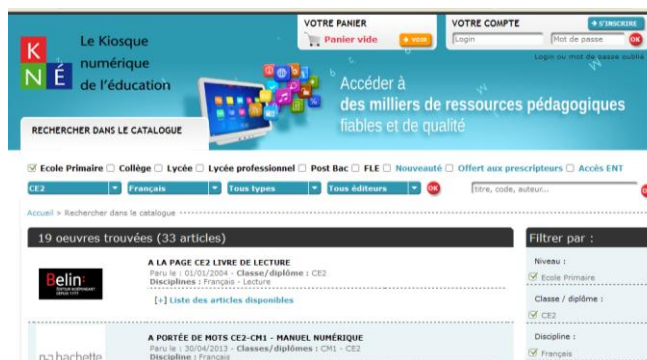 VOTRE PANIER
Panier vide
voir
VOTRE COMPTE
S'INSCRIRE
Login
Mot de passe
OK
Login ou mot de passe oublié
K
N É
Le Kiosque
numérique
de l'éducation
Accéder à
des milliers de ressources pédagogiques
fiables et de qualité
RECHERCHER DANS LE CATALOGUE
Ecole Primaire Collège Lycée Lycée professionnel Post Bac FLE Nouveauté Offert aux prescripteurs Accès ENT
CE2 Français Tous types Tous éditeurs OK titre, code, auteur...
Accueil > Rechercher dans le catalogue
19 oeuvres trouvées (33 articles)
Filtrer par :
Belin:
A LA PAGE CE2 LIVRE DE LECTURE
Paru le : 01/01/2004 - Classe/diplôme : CE2
Disciplines : Français - Lecture
[+] Liste des articles disponibles
Niveau :
Ecole Primaire
Classe / diplôme :
CE2
Discipline :
Français
hachette
A PORTÉE DE MOTS CE2-CM1 - MANUEL NUMÉRIQUE
Paru le : 30/04/2013 - Classes/diplômes : CM1 - CE2
Discipline : Français